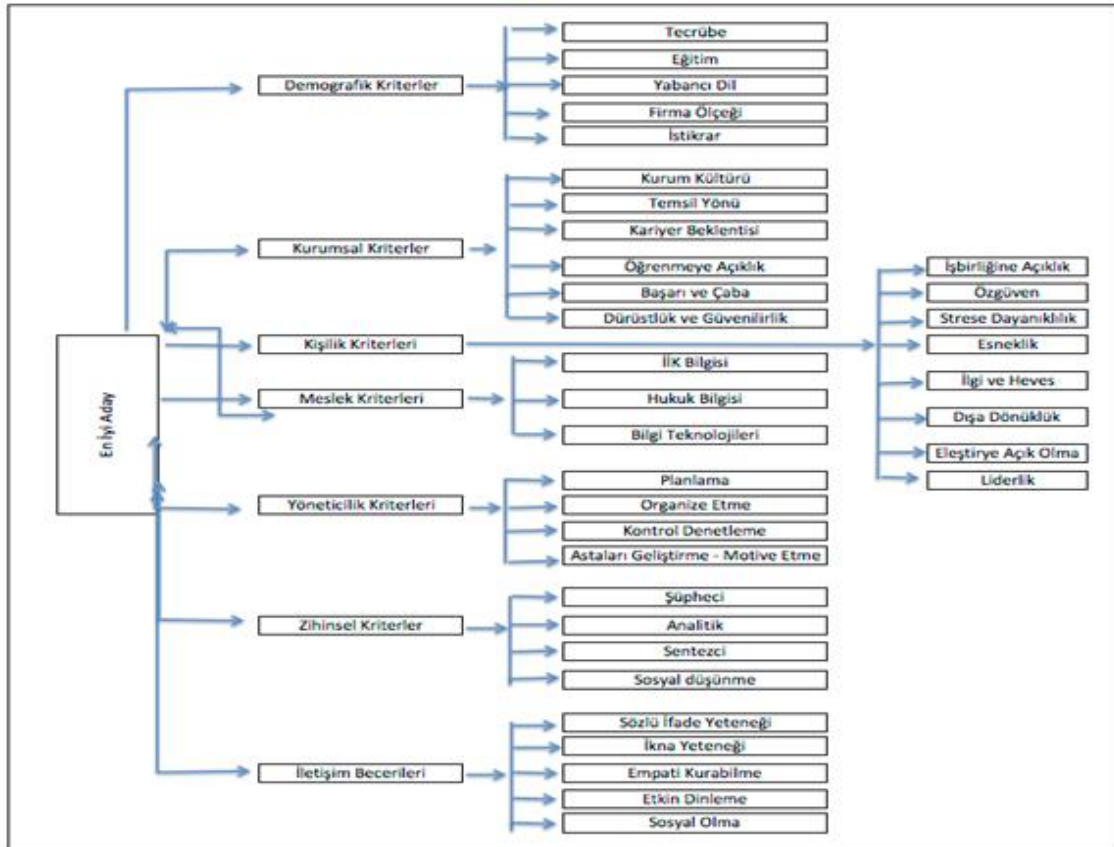 En İyi Aday
Demografik Kriterler
Tecrübe
Eğitim
Yabancı Dil
Firma Ölçeği
İstikrar
Kurumsal Kriterler
Kurum Kültürü
Temsil Yönü
Kariyer Beklentisi
Öğrenmeye Açıklık
Başarı ve Çaba
Dürüstlük ve Güvenilirlik
Kişilik Kriterleri
İşbirliğine Açıklık
Özgüven
Strese Dayanıklılık
Esneklik
İlgi ve Heves
Dışa Dönüklük
Eleştirye Açık Olma
Liderlik
Meslek Kriterleri
İİK Bilgisi
Hukuk Bilgisi
Bilgi Teknolojileri
Yöneticilik Kriterleri
Planlama
Organize Etme
Kontrol Denetleme
Astaları Geliştirme - Motive Etme
Zihinsel Kriterler
Şüpheci
Analitik
Sentezci
Sosyal düşünme
İletişim Becerileri
Sözlü İfade Yeteneği
İkna Yeteneği
Empati Kurabilme
Etkin Dinleme
Sosyal Olma